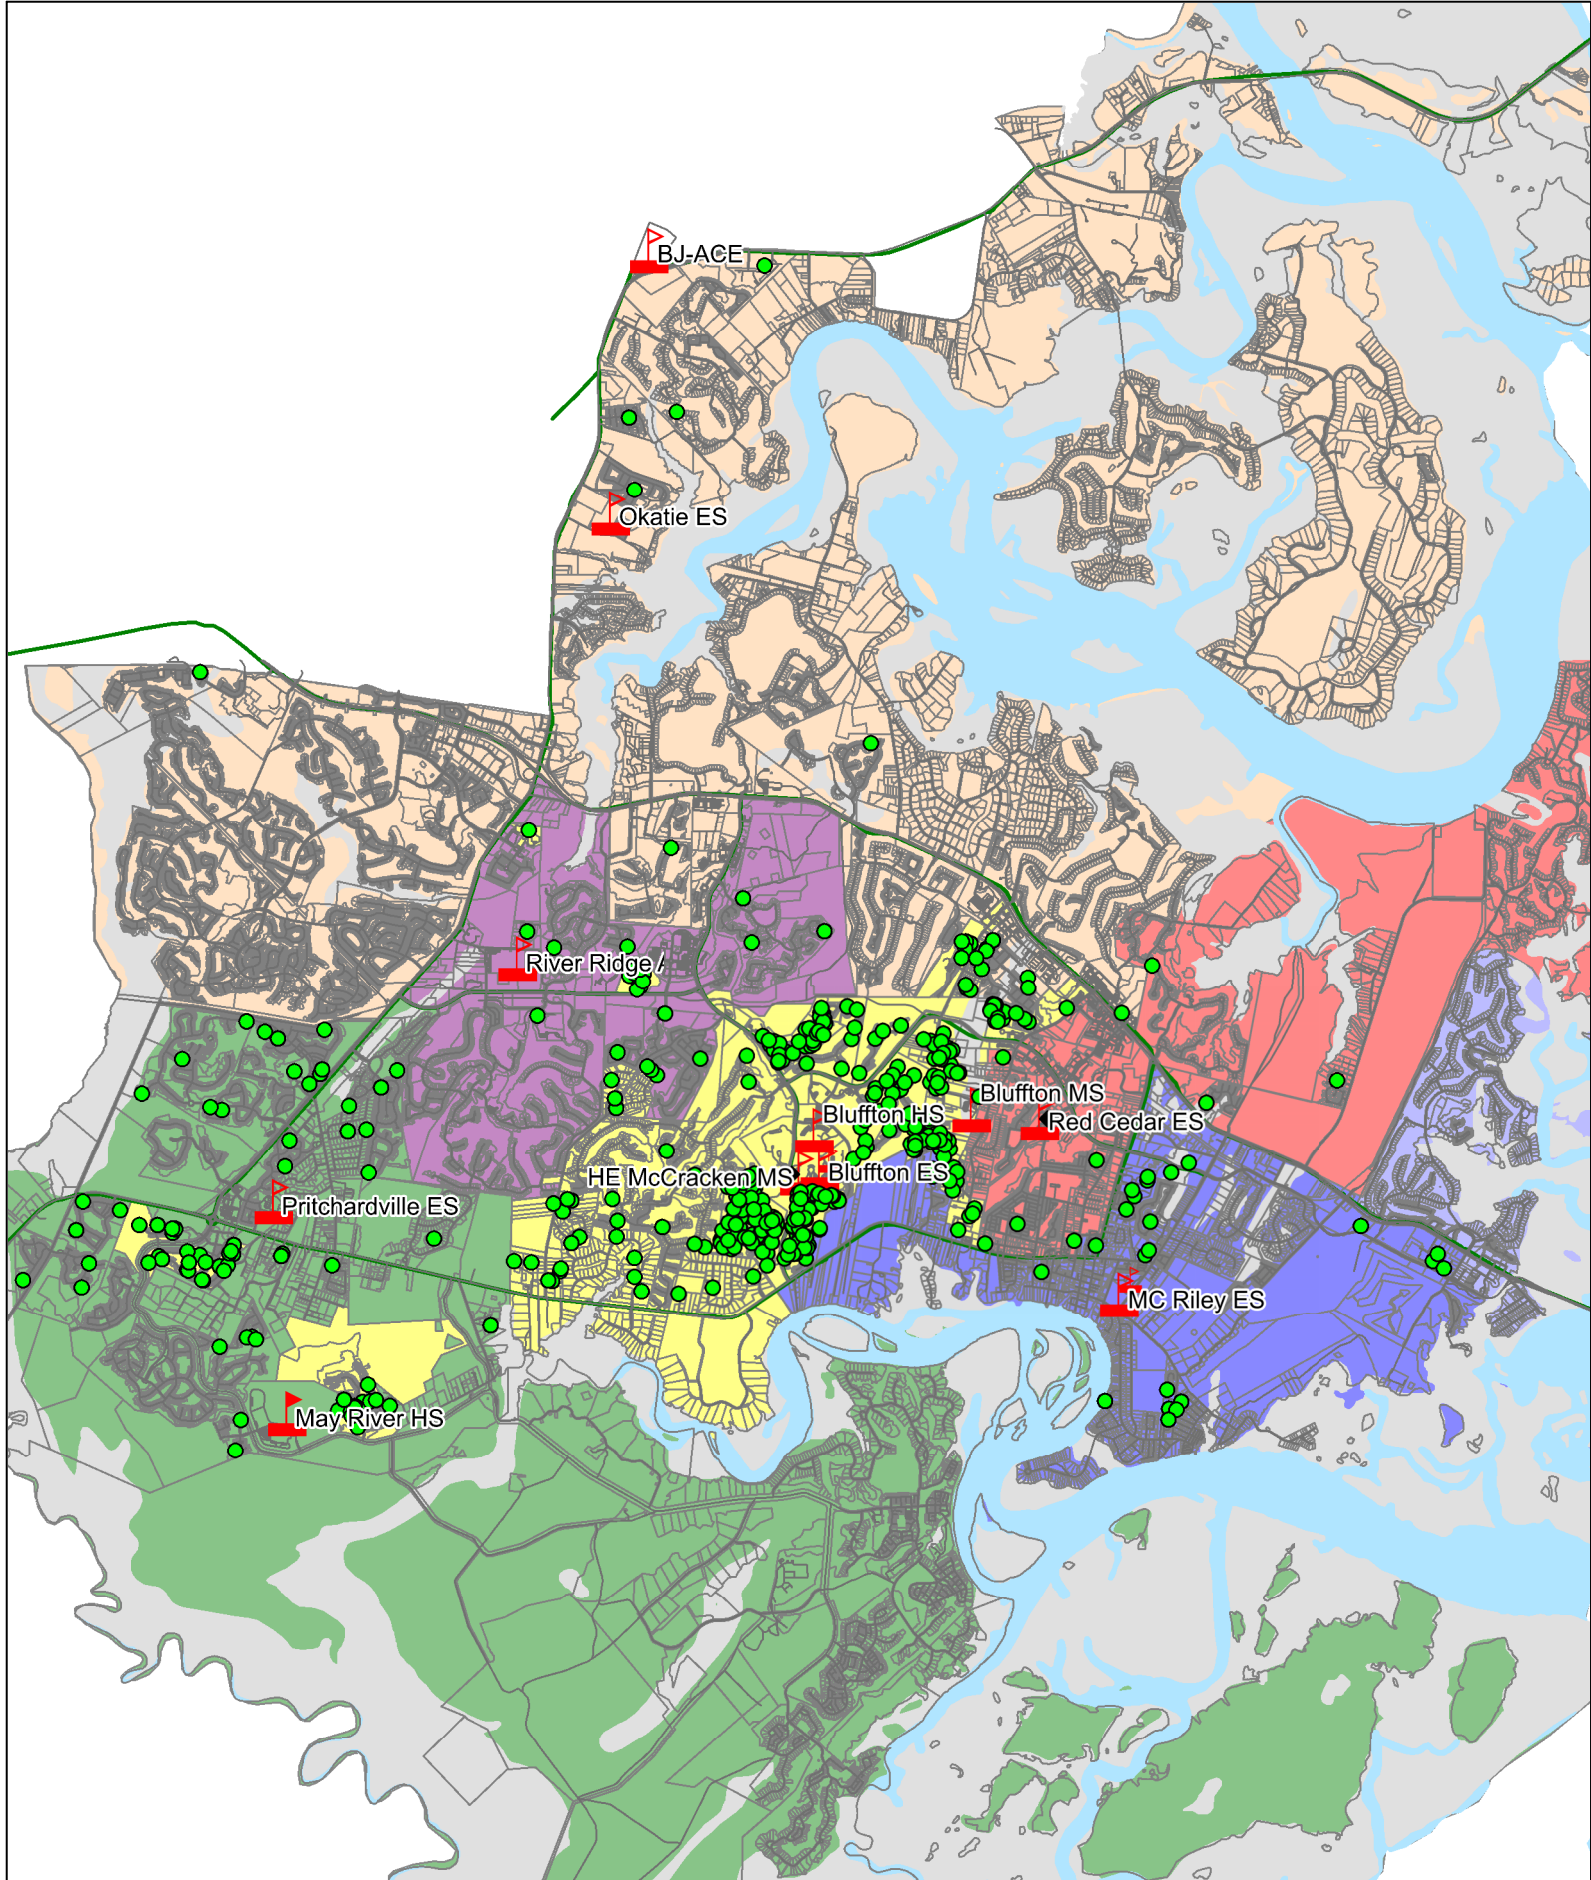 BJ-ACE
Okatie ES
River Ridge A
Bluffton MS
Bluffton HS
Red Cedar ES
HE McCracken MS
Bluffton ES
Pritchardville ES
MC Riley ES
May River HS